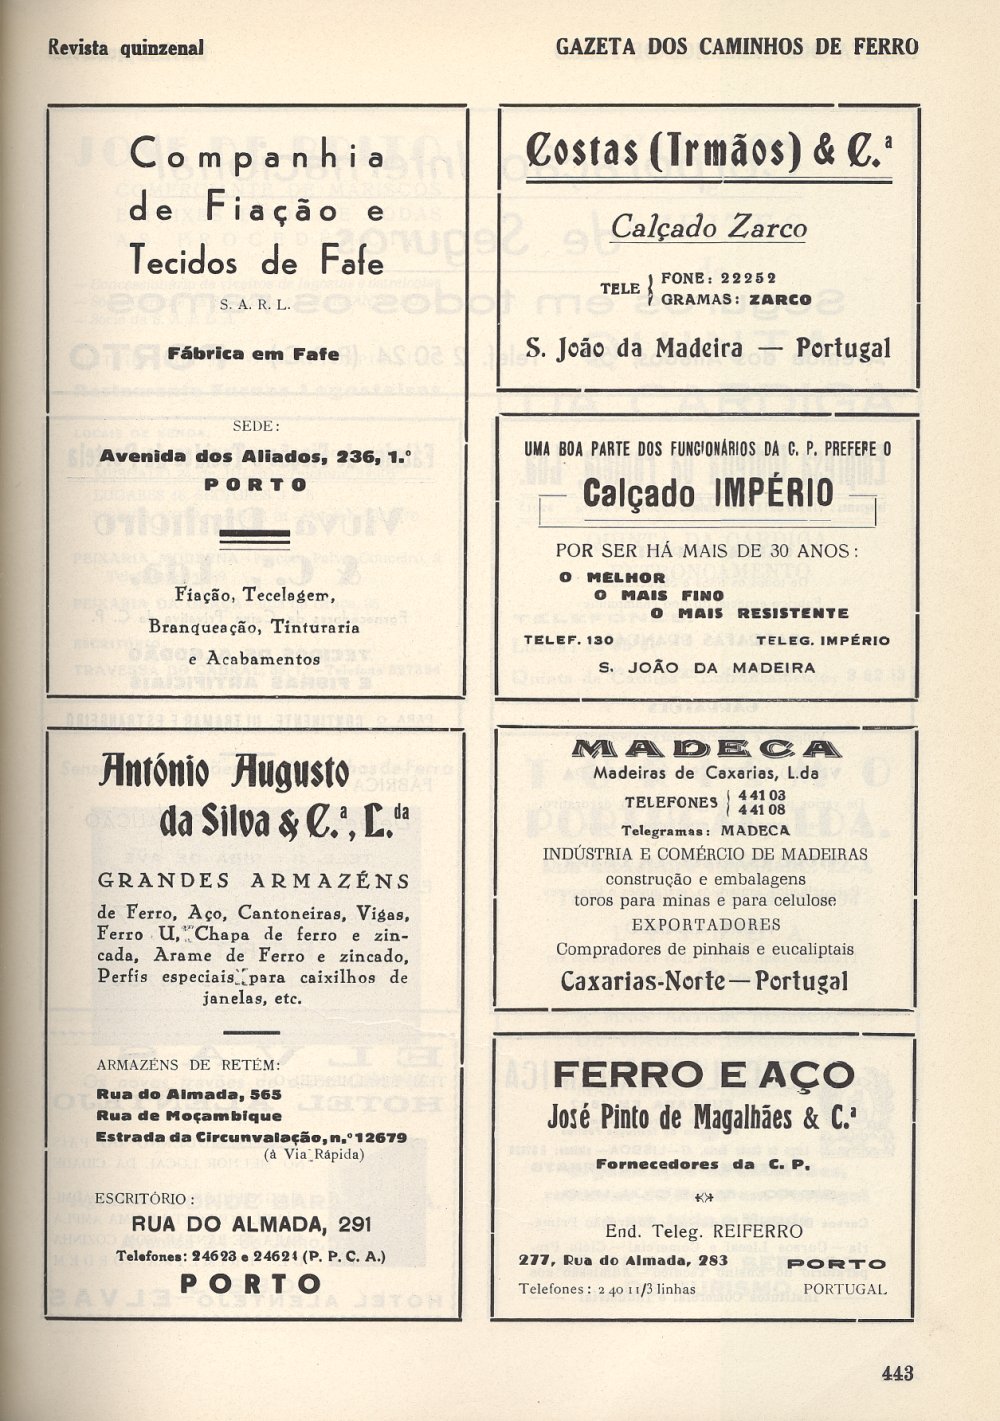 Revista quinzenal
GAZETA DOS CAMINHOS DE FERRO
Companhia
de Fiação e
Tecidos de Fafe
S. A. R. L.
Fábrica em Fafe
SEDE:
Avenida dos Aliados, 236, 1.º
PORTO
Fiação, Tecelagem,
Branqueação, Tinturaria
e Acabamentos
António Augusto
da Silva & C.ª, L.da
GRANDES ARMAZÉNS
de Ferro, Aço, Cantoneiras, Vigas,
Ferro U, Chapa de ferro e zin-
cada, Arame de Ferro e zincado,
Perfis especiais para caixilhos de
janelas, etc.
ARMAZÉNS DE RETÉM:
Rua do Almada, 565
Rua de Moçambique
Estrada da Circunvalação, n.º 12679
(à Via Rápida)
ESCRITÓRIO:
RUA DO ALMADA, 291
Telefones: 24623 e 24624 (P. P. C. A.)
PORTO
Costas (Irmãos) & C.ª
Calçado Zarco
TELE { FONE: 22252
GRAMAS: ZARCO
S. João da Madeira — Portugal
UMA BOA PARTE DOS FUNCIONÁRIOS DA C. P. PREFERE O
Calçado IMPÉRIO
POR SER HÁ MAIS DE 30 ANOS:
O MELHOR
O MAIS FINO
O MAIS RESISTENTE
TELEF. 130 TELEG. IMPÉRIO
S. JOÃO DA MADEIRA
MADECA
Madeiras de Caxarias, L.da
TELEFONES { 44103
44108
Telegramas: MADECA
INDÚSTRIA E COMÉRCIO DE MADEIRAS
construção e embalagens
toros para minas e para celulose
EXPORTADORES
Compradores de pinhais e eucaliptais
Caxarias-Norte — Portugal
FERRO E AÇO
José Pinto de Magalhães & C.ª
Fornecedores da C. P.
End. Teleg. REIFERRO
277, Rua do Almada, 283 PORTO
Telefones: 2 40 11/3 linhas PORTUGAL
443